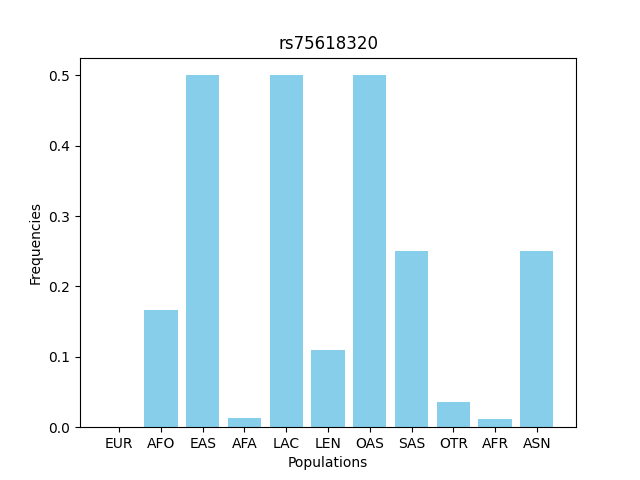 rs75618320
Frequencies
0.5
0.4
0.3
0.2
0.1
0.0
EUR AFO EAS AFA LAC LEN OAS SAS OTR AFR ASN
Populations